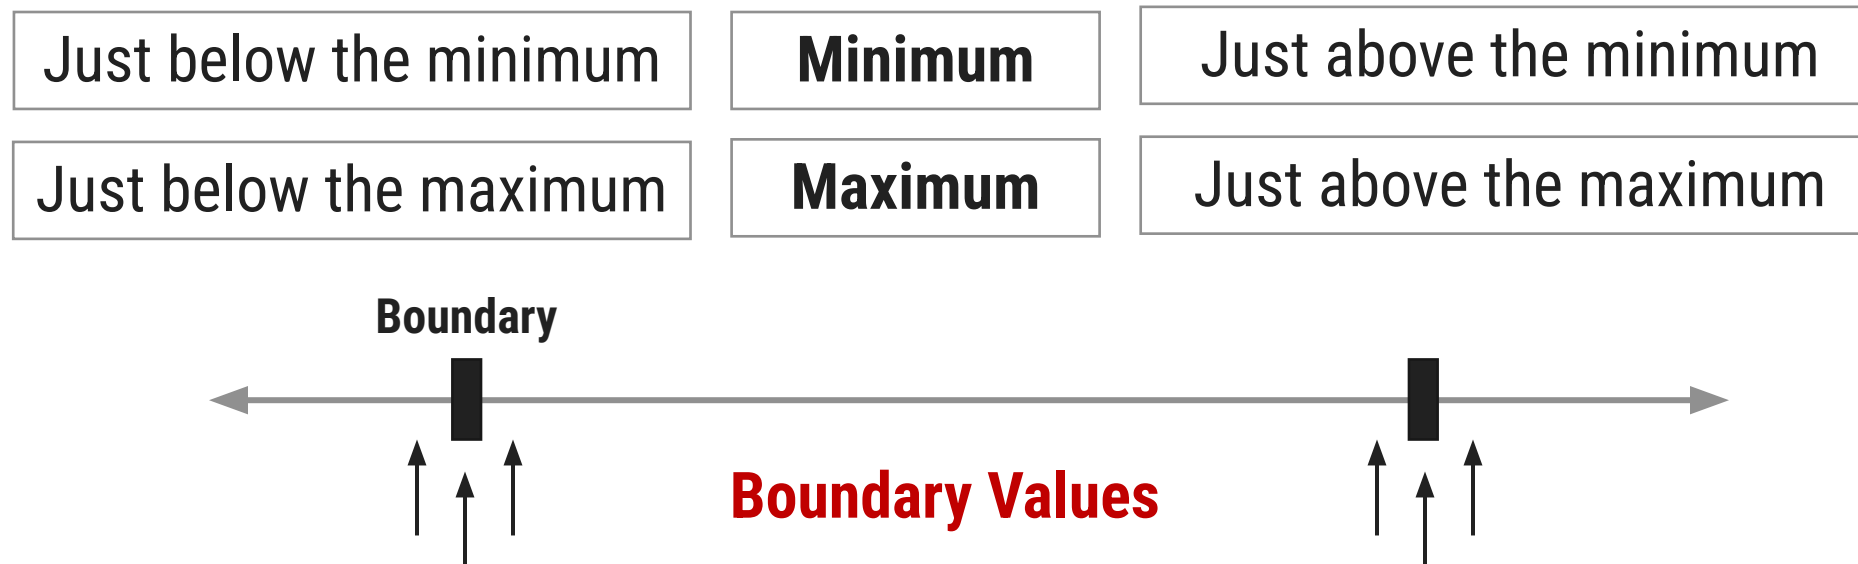 Just below the minimum
Minimum
Just above the minimum
Just below the maximum
Maximum
Just above the maximum
Boundary
Boundary Values